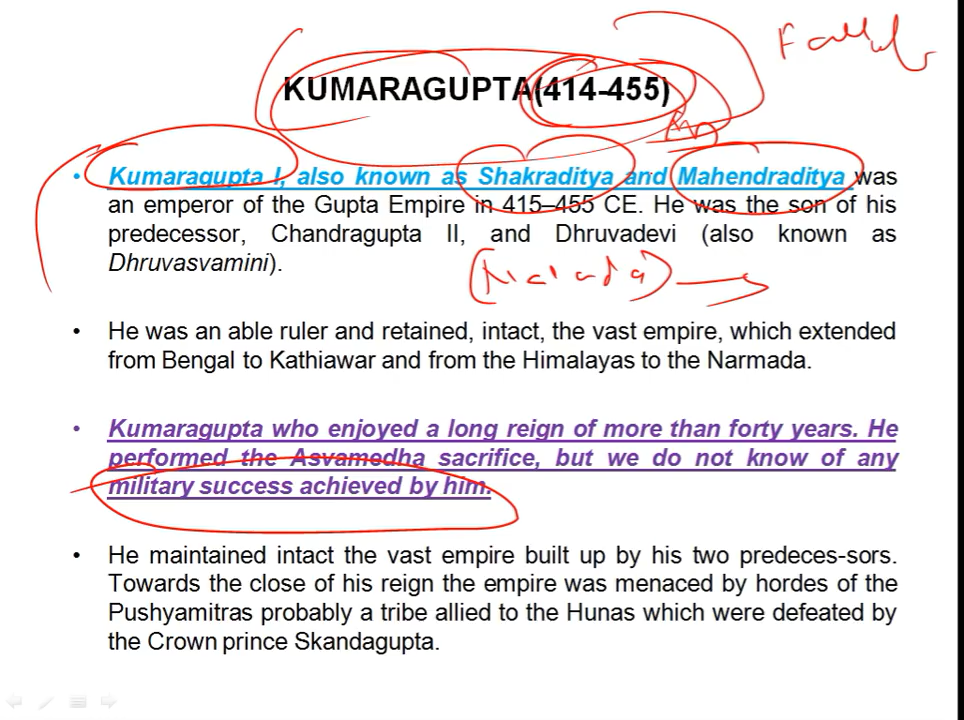 KUMARAGUPTA(414-455)
• Kumaragupta I, also known as Shakraditya and Mahendraditya was
an emperor of the Gupta Empire in 415–455 CE. He was the son of his
predecessor, Chandragupta II, and Dhruvadevi (also known as
Dhruvasvamini).
• He was an able ruler and retained, intact, the vast empire, which extended
from Bengal to Kathiawar and from the Himalayas to the Narmada.
• Kumaragupta who enjoyed a long reign of more than forty years. He
performed the Asvamedha sacrifice, but we do not know of any
military success achieved by him.
• He maintained intact the vast empire built up by his two predeces-sors.
Towards the close of his reign the empire was menaced by hordes of the
Pushyamitras probably a tribe allied to the Hunas which were defeated by
the Crown prince Skandagupta.